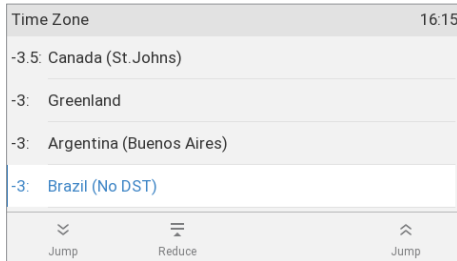 Time Zone 16:15
-3.5: Canada (St.Johns)
-3: Greenland
-3: Argentina (Buenos Aires)
-3: Brazil (No DST)
Jump Reduce Jump